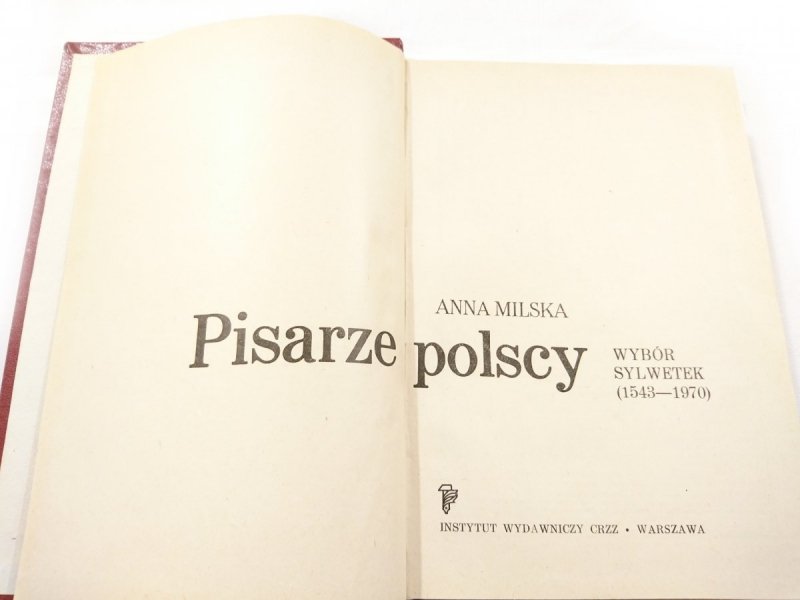 ANNA MILSKA
Pisarze polscy
WYBÓR
SYLWETEK
(1543—1970)
INSTYTUT WYDAWNICZY CRZZ • WARSZAWA